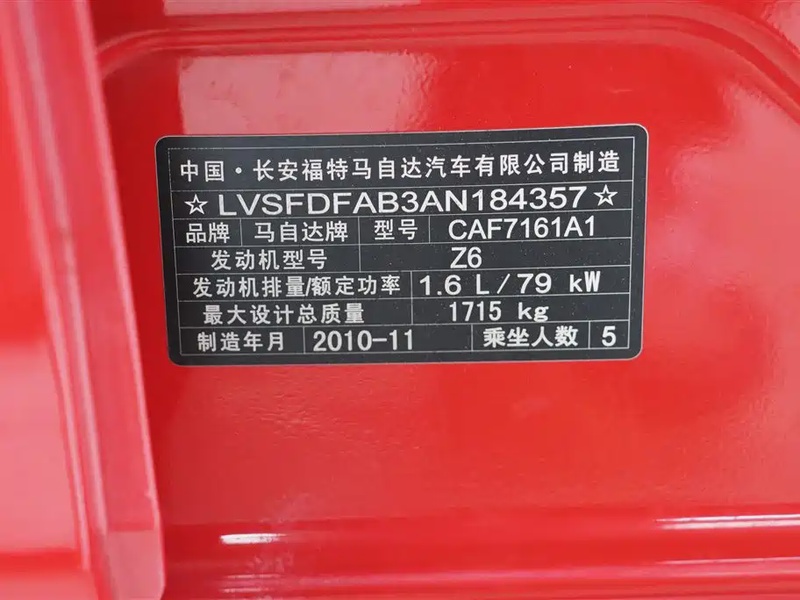 中国·长安福特马自达汽车有限公司制造
☆LVSFDFAB3AN184357☆
品牌 马自达牌 型号 CAF7161A1
发动机型号 Z6
发动机排量/额定功率 1.6 L/79 kW
最大设计总质量 1715 kg
制造年月 2010-11 乘坐人数 5